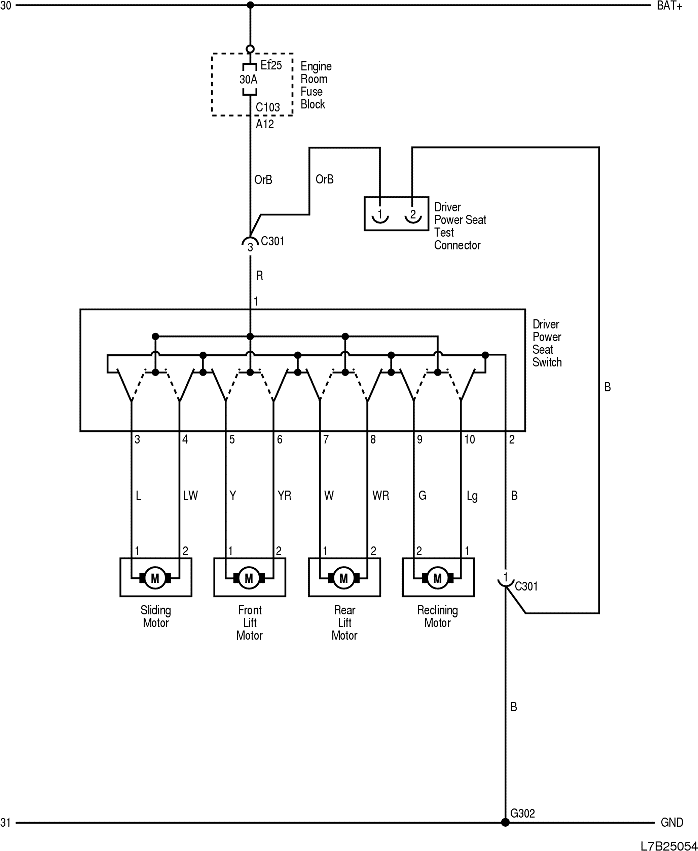 30 BAT+
Ef25
30A
Engine
Room
Fuse
Block
C103
A12
OrB OrB
1 2
Driver
Power Seat
Test
Connector
C301
3
R
1
Driver
Power
Seat
Switch
B
3 4 5 6 7 8 9 10 2
L LW Y YR W WR G Lg B
1 2 1 2 1 2 2 1
M M M M
1
C301
Sliding
Motor
Front
Lift
Motor
Rear
Lift
Motor
Reclining
Motor
B
G302
31 GND
L7B25054